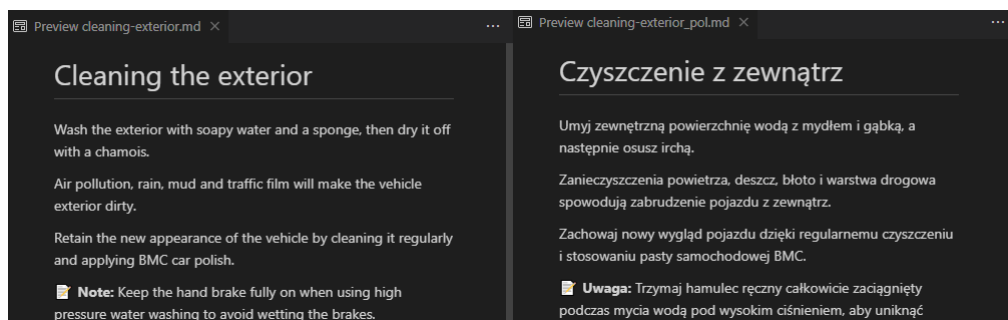 Preview cleaning-exterior.md
Cleaning the exterior
Wash the exterior with soapy water and a sponge, then dry it off
with a chamois.
Air pollution, rain, mud and traffic film will make the vehicle
exterior dirty.
Retain the new appearance of the vehicle by cleaning it regularly
and applying BMC car polish.
Note: Keep the hand brake fully on when using high
pressure water washing to avoid wetting the brakes.
Preview cleaning-exterior_pol.md
Czyszczenie z zewnątrz
Umyj zewnętrzną powierzchnię wodą z mydłem i gąbką, a
następnie osusz irchą.
Zanieczyszczenia powietrza, deszcz, błoto i warstwa drogowa
spowodują zabrudzenie pojazdu z zewnątrz.
Zachowaj nowy wygląd pojazdu dzięki regularnemu czyszczeniu
i stosowaniu pasty samochodowej BMC.
Uwaga: Trzymaj hamulec ręczny całkowicie zaciągnięty
podczas mycia wodą pod wysokim ciśnieniem, aby uniknąć